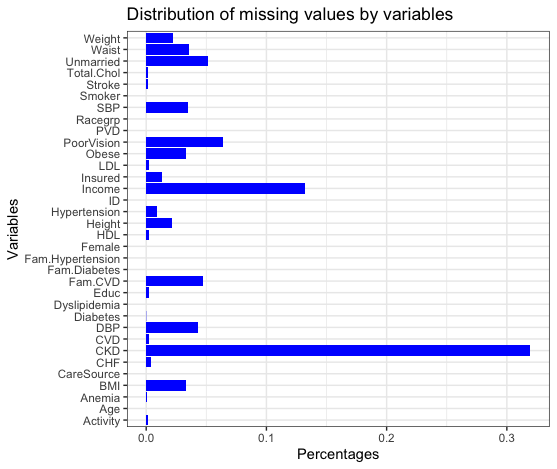 Distribution of missing values by variables
Weight
Waist
Unmarried
Total.Chol
Stroke
Smoker
SBP
Racegrp
PVD
PoorVision
Obese
LDL
Insured
Income
ID
Hypertension
Height
HDL
Female
Fam.Hypertension
Fam.Diabetes
Fam.CVD
Educ
Dyslipidemia
Diabetes
DBP
CVD
CKD
CHF
CareSource
BMI
Anemia
Age
Activity
Variables
0.0 0.1 0.2 0.3
Percentages